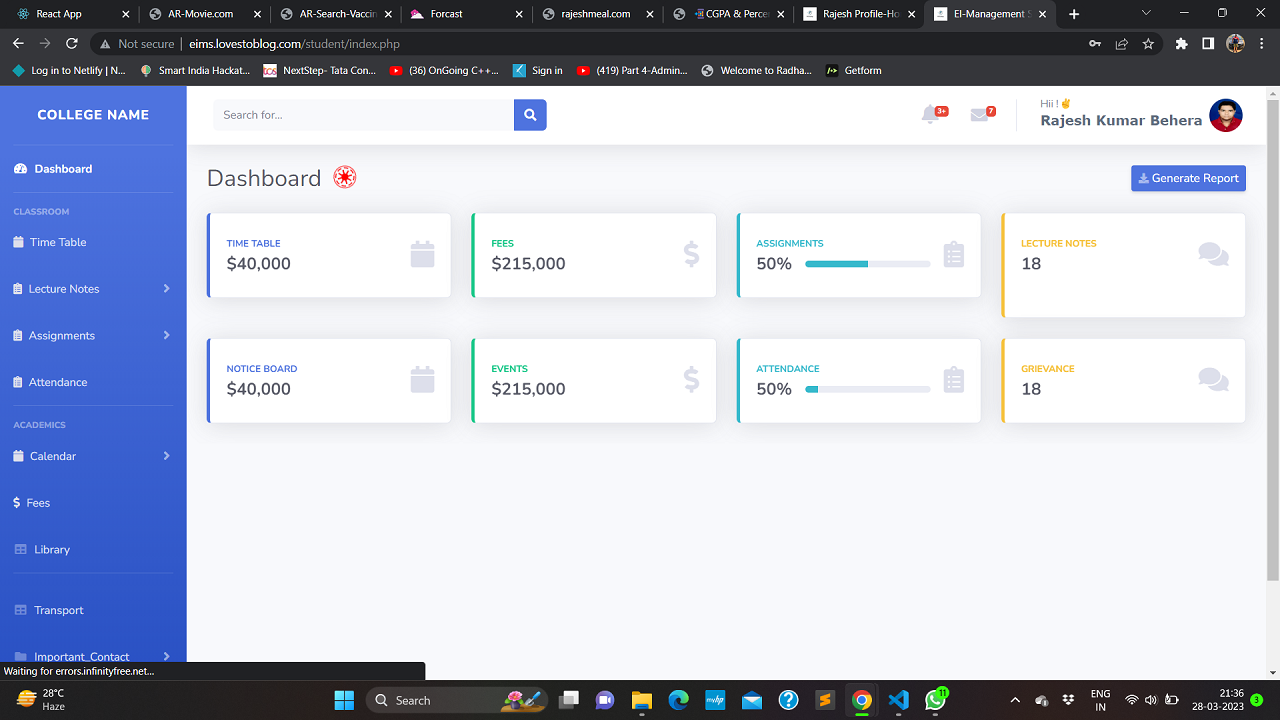 React App
AR-Movie.com
AR-Search-Vaccin
Forcast
rajeshmeal.com
CGPA & Percen
Rajesh Profile-Ho
EI-Management S
Not secure | eims.lovestoblog.com/student/index.php
Log in to Netlify | N...
Smart India Hackat...
NextStep- Tata Con...
(36) OnGoing C++...
Sign in
(419) Part 4-Admin...
Welcome to Radha...
Getform
COLLEGE NAME
Search for...
3+
7
Hii ! ✌
Rajesh Kumar Behera
Dashboard
CLASSROOM
Time Table
Lecture Notes
Assignments
Attendance
ACADEMICS
Calendar
Fees
Library
Transport
Important_Contact
Dashboard
Generate Report
TIME TABLE
$40,000
FEES
$215,000
ASSIGNMENTS
50%
LECTURE NOTES
18
NOTICE BOARD
$40,000
EVENTS
$215,000
ATTENDANCE
50%
GRIEVANCE
18
Waiting for errors.infinityfree.net...
28°C
Haze
Search
11
ENG
IN
21:36
28-03-2023
3